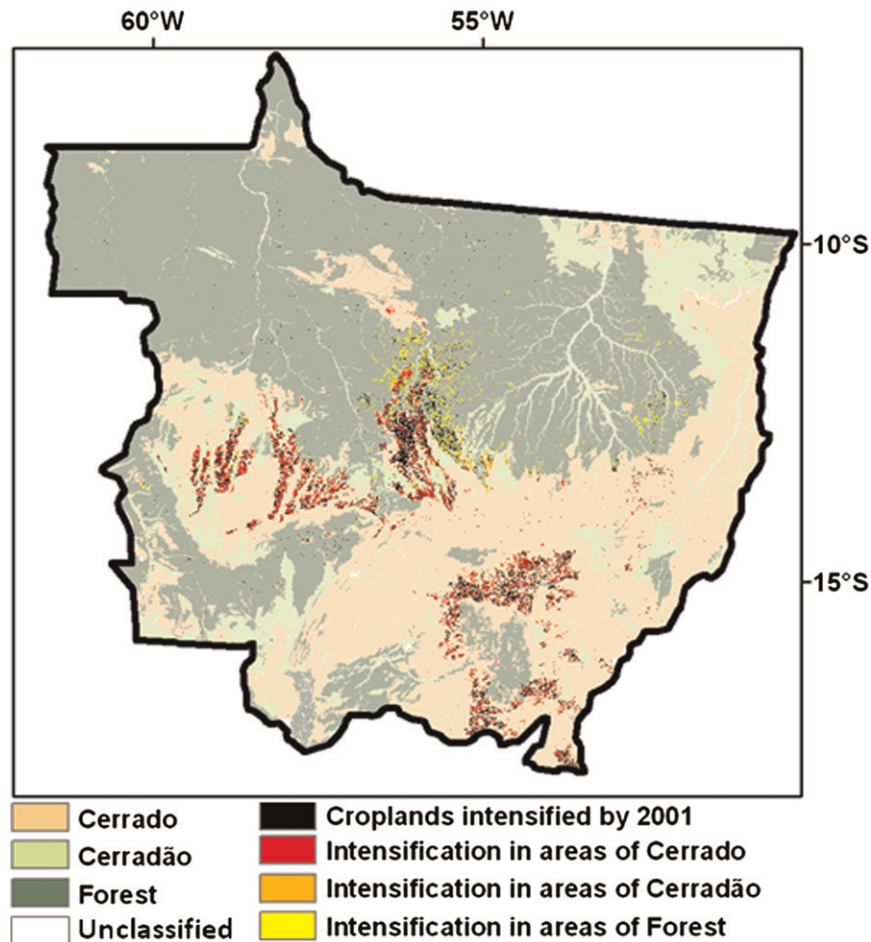 60°W 55°W
10°S
15°S
Cerrado
Cerradão
Forest
Unclassified
Croplands intensified by 2001
Intensification in areas of Cerrado
Intensification in areas of Cerradão
Intensification in areas of Forest